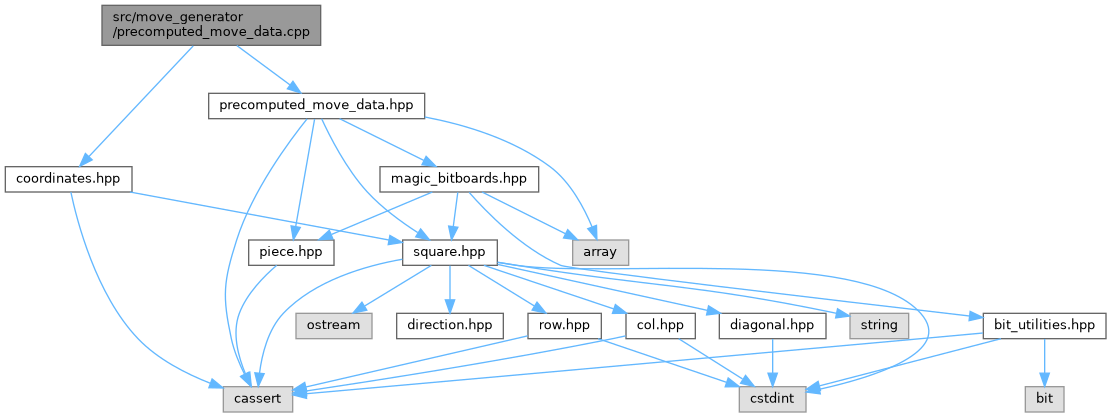 src/move_generator
/precomputed_move_data.cpp
precomputed_move_data.hpp
coordinates.hpp
magic_bitboards.hpp
piece.hpp
square.hpp
array
ostream
direction.hpp
row.hpp
col.hpp
diagonal.hpp
string
bit_utilities.hpp
cassert
cstdint
bit